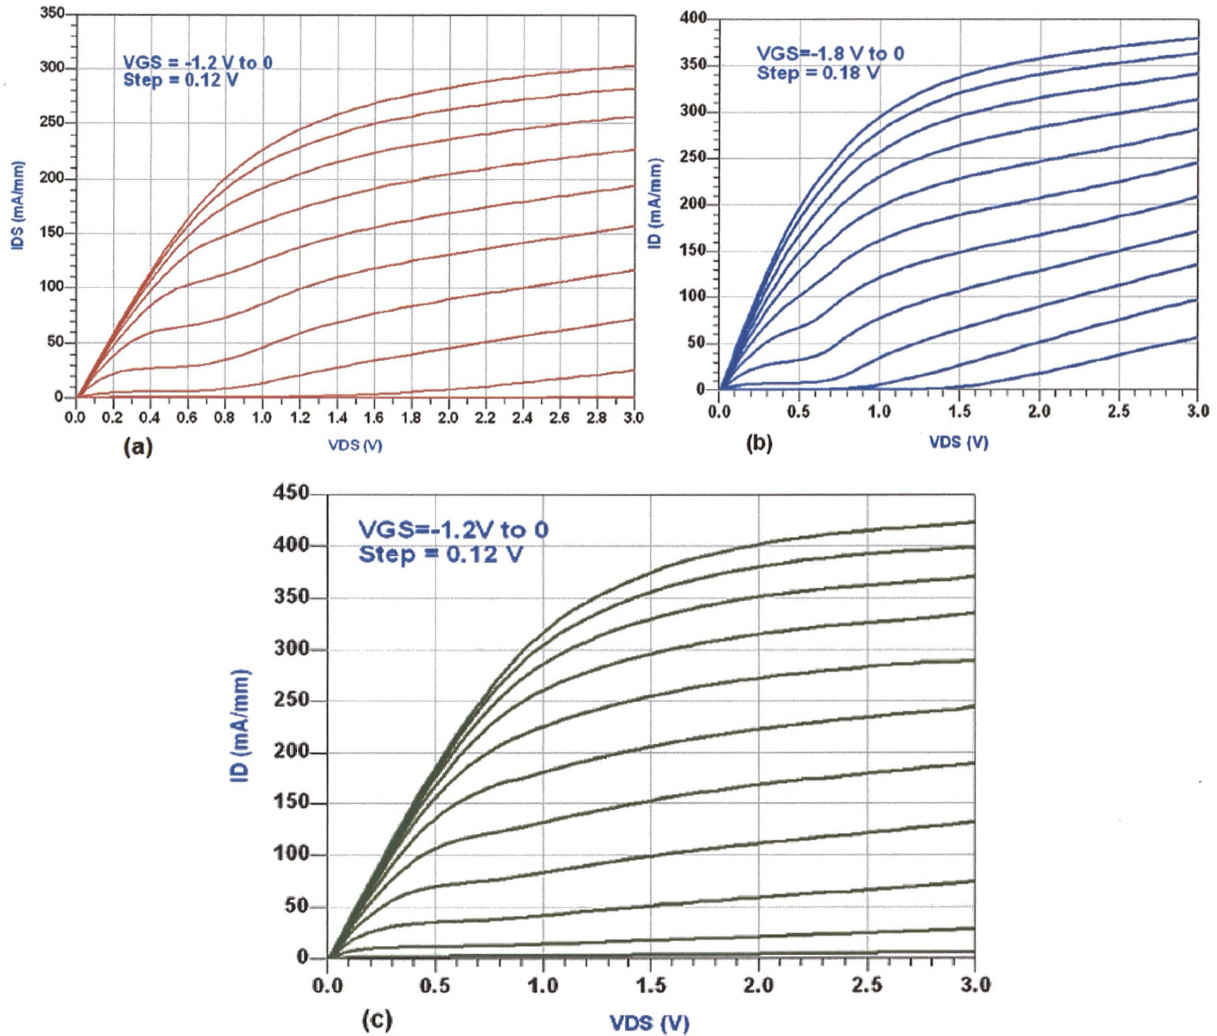 350
300
250
200
150
100
50
0
IDS (mA/mm)
VGS = -1.2 V to 0
Step = 0.12 V
0.0 0.2 0.4 0.6 0.8 1.0 1.2 1.4 1.6 1.8 2.0 2.2 2.4 2.6 2.8 3.0
(a)
VDS (V)
400
350
300
250
200
150
100
50
0
ID (mA/mm)
VGS=-1.8 V to 0
Step = 0.18 V
0.0 0.5 1.0 1.5 2.0 2.5 3.0
(b)
VDS (V)
450
400
350
300
250
200
150
100
50
0
ID (mA/mm)
VGS=-1.2V to 0
Step = 0.12 V
0.0 0.5 1.0 1.5 2.0 2.5 3.0
(c)
VDS (V)